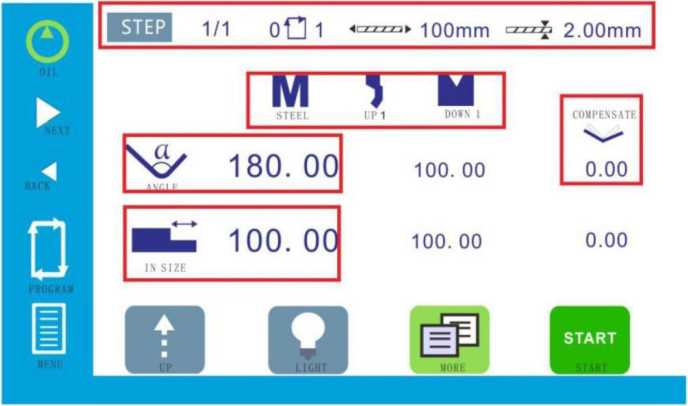 STEP 1/1 0 1 100mm 2.00mm
OIL
NEXT
BACK
PROGRAM
MENU
M
STEEL UP 1 DOWN 1
COMPENSATE
α
ANGLE
180.00 100.00 0.00
IN SIZE
100.00 100.00 0.00
UP LIGHT MORE START
START